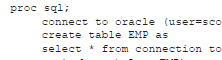 proc sql;
connect to oracle (user=sco
create table EMP as
select * from connection to